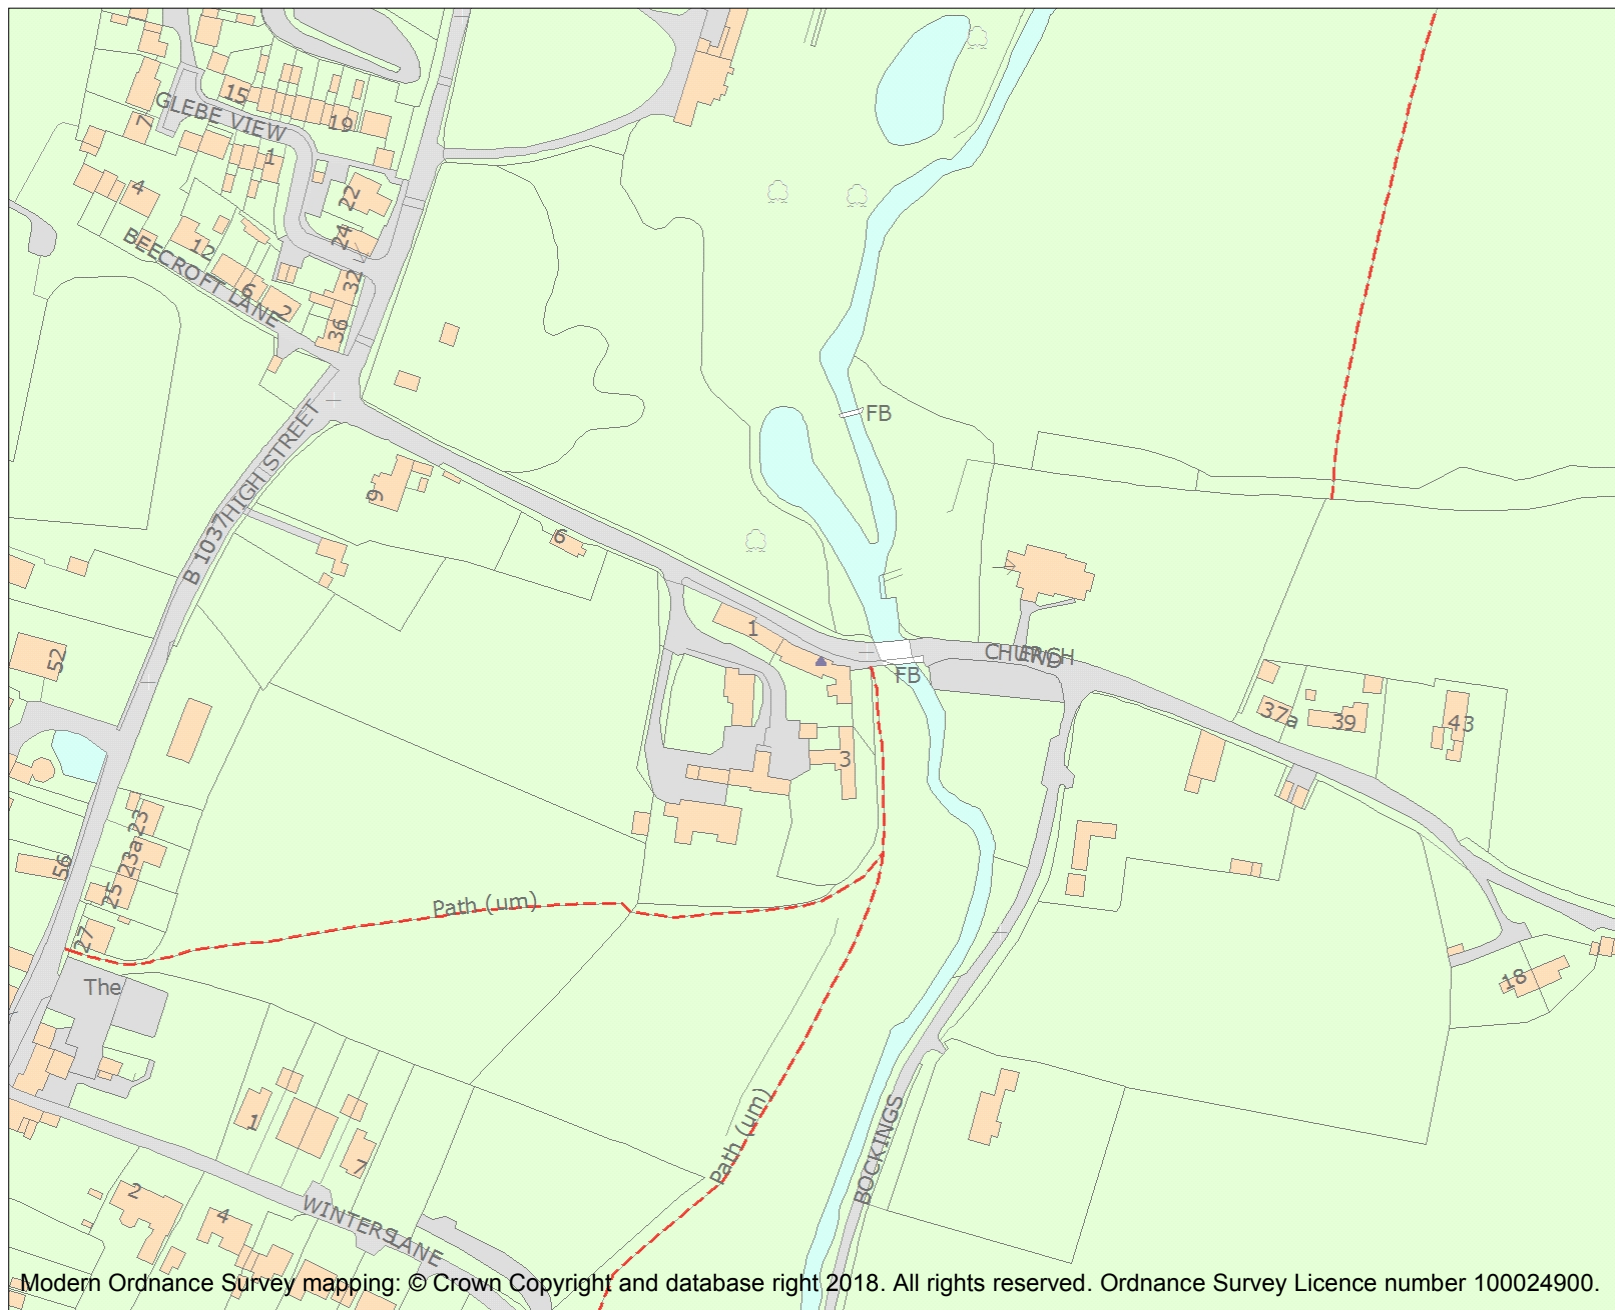 15
GLEBE VIEW
19
7
1
4
22
24
12
BEECROFT LANE
6
2
32
36
FB
B 1037
HIGH STREET
9
6
1
CHURCH
END
FB
52
37a
39
43
3
23
23a
56
25
27
Path (um)
The
18
Path (um)
BOCKINGS
1
7
2
4
WINTERS
LANE
Modern Ordnance Survey mapping: © Crown Copyright and database right 2018. All rights reserved. Ordnance Survey Licence number 100024900.